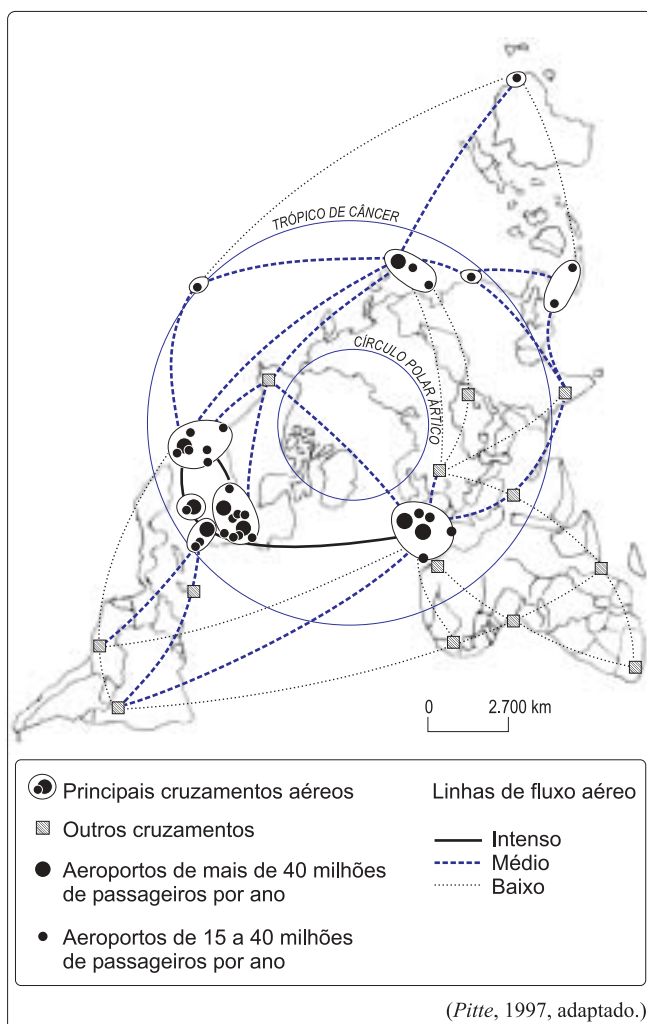 TRÓPICO DE CÂNCER
CÍRCULO POLAR ÁRTICO
0 2.700 km
Principais cruzamentos aéreos
Outros cruzamentos
Aeroportos de mais de 40 milhões
de passageiros por ano
Aeroportos de 15 a 40 milhões
de passageiros por ano
Linhas de fluxo aéreo
Intenso
Médio
Baixo
(Pitte, 1997, adaptado.)